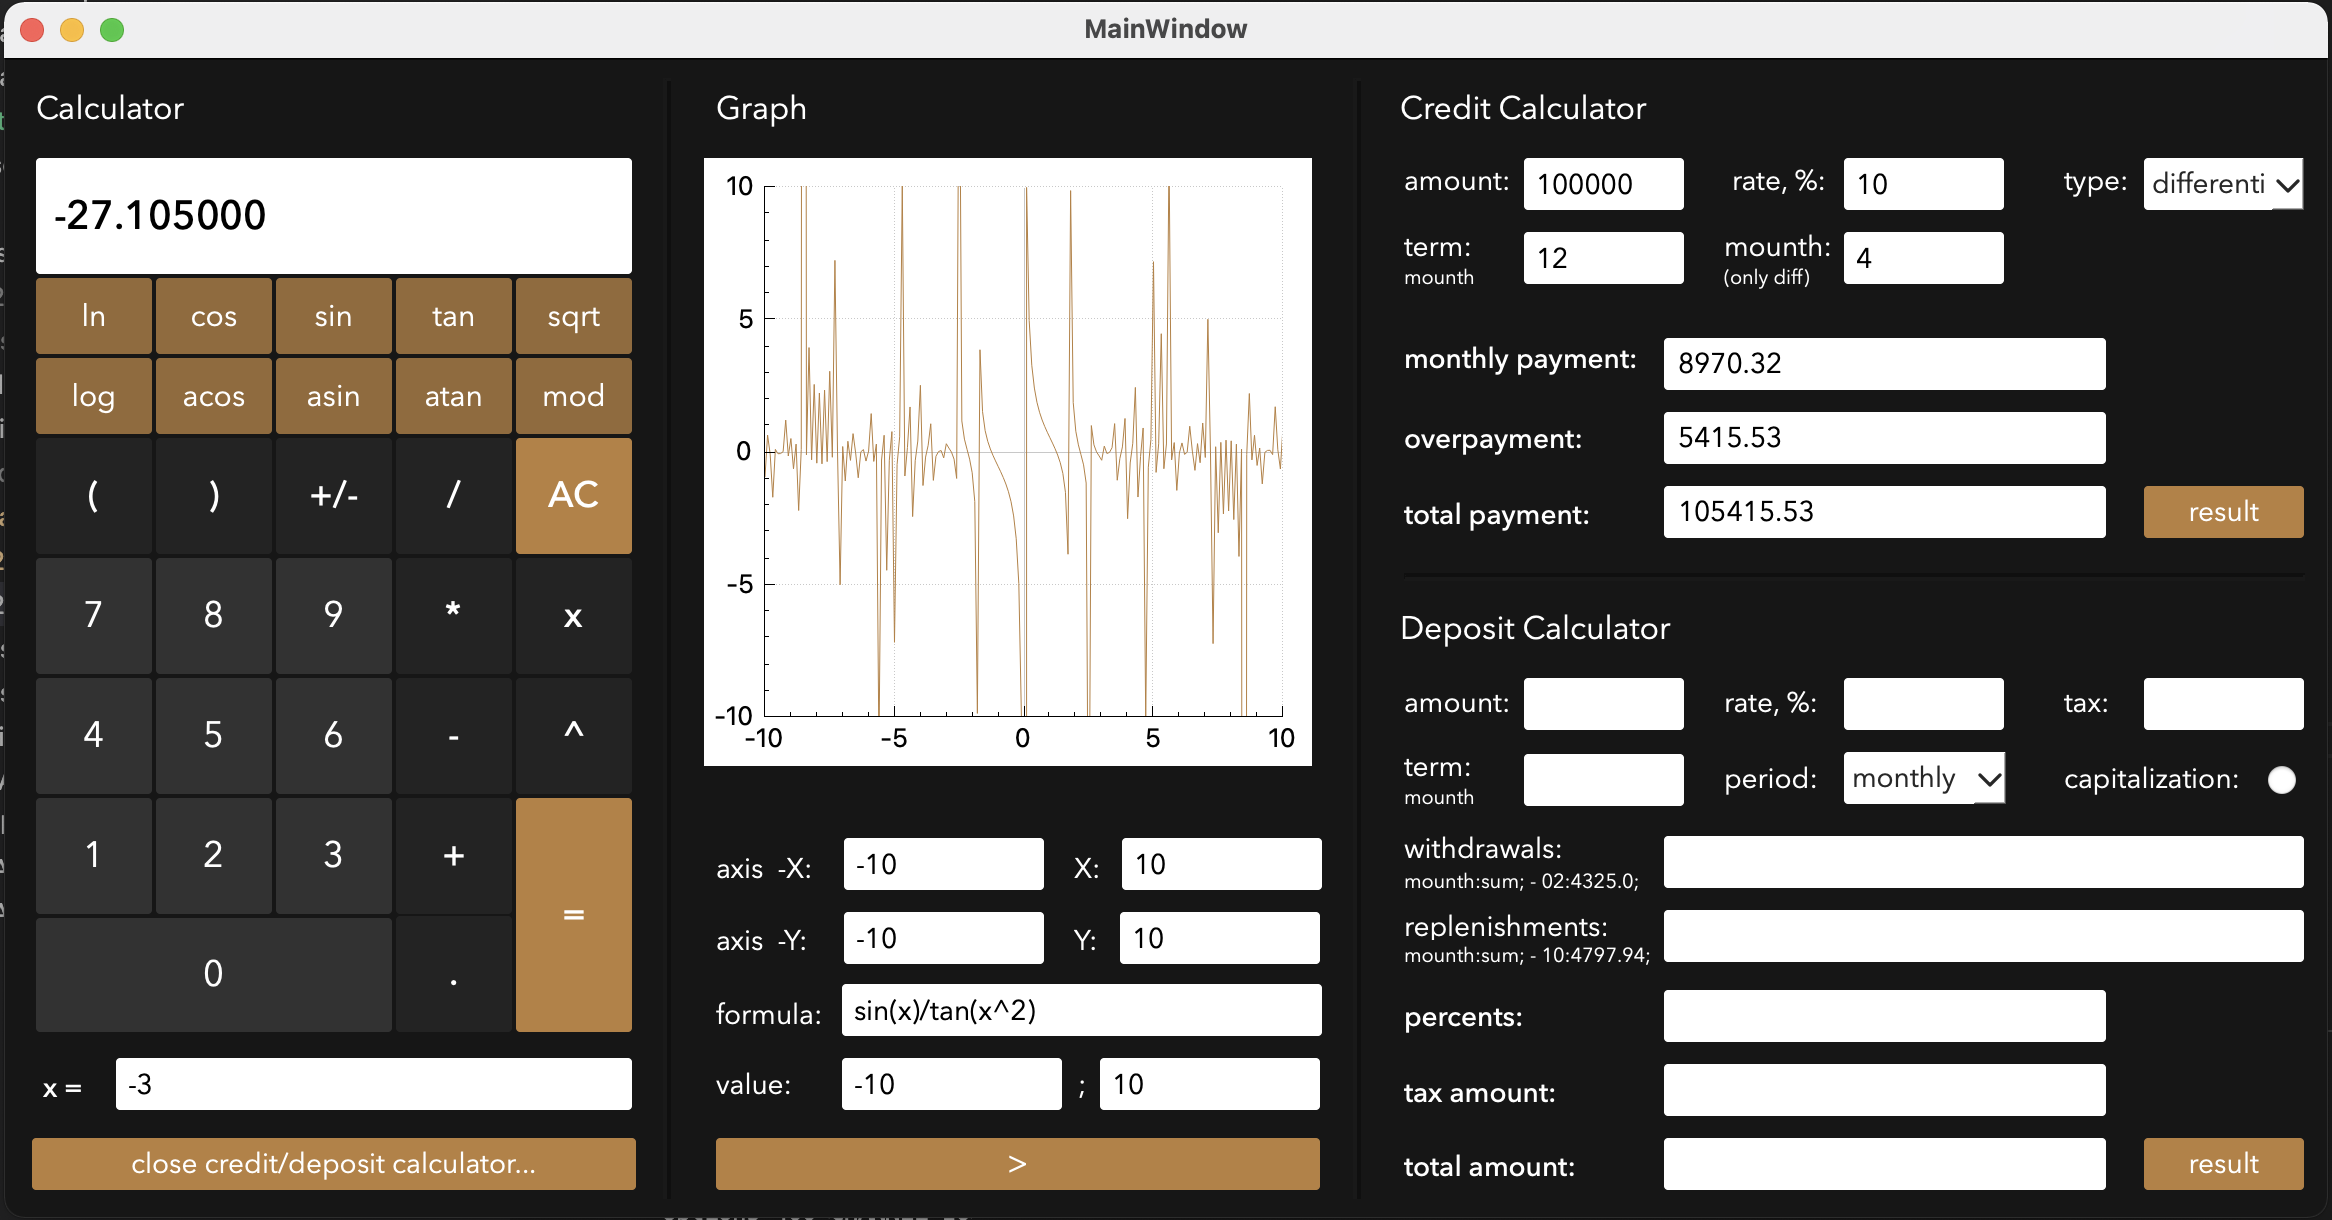 MainWindow
Calculator
-27.105000
ln cos sin tan sqrt
log acos asin atan mod
( ) +/- / AC
7 8 9 * x
4 5 6 - ^
1 2 3 + =
0 .
x = -3
close credit/deposit calculator...
Graph
10
5
0
-5
-10
-10 -5 0 5 10
axis -X: -10 X: 10
axis -Y: -10 Y: 10
formula: sin(x)/tan(x^2)
value: -10 ; 10
>
Credit Calculator
amount: 100000 rate, %: 10 type: differenti
term: 12 mounth: 4
mounth (only diff)
monthly payment: 8970.32
overpayment: 5415.53
total payment: 105415.53 result
Deposit Calculator
amount: rate, %: tax:
term: period: monthly capitalization:
mounth
withdrawals:
mounth:sum; - 02:4325.0;
replenishments:
mounth:sum; - 10:4797.94;
percents:
tax amount:
total amount: result